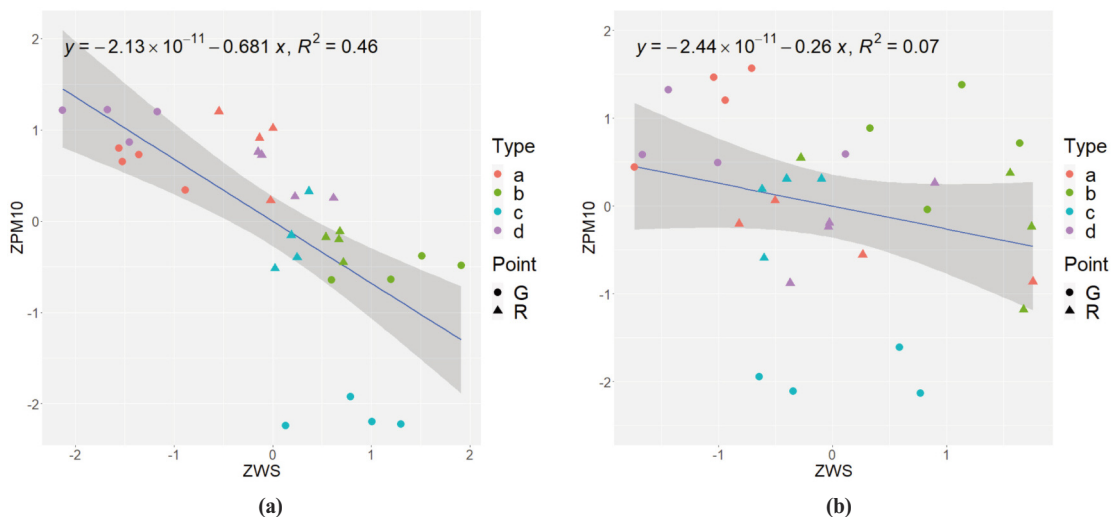 y = −2.13 × 10⁻¹¹ − 0.681 x, R² = 0.46
2
1
0
-1
-2
ZPM10
-2
-1
0
1
2
ZWS
Type
a
b
c
d
Point
G
R
(a)
y = −2.44 × 10⁻¹¹ − 0.26 x, R² = 0.07
2
1
0
-1
-2
ZPM10
-1
0
1
ZWS
Type
a
b
c
d
Point
G
R
(b)